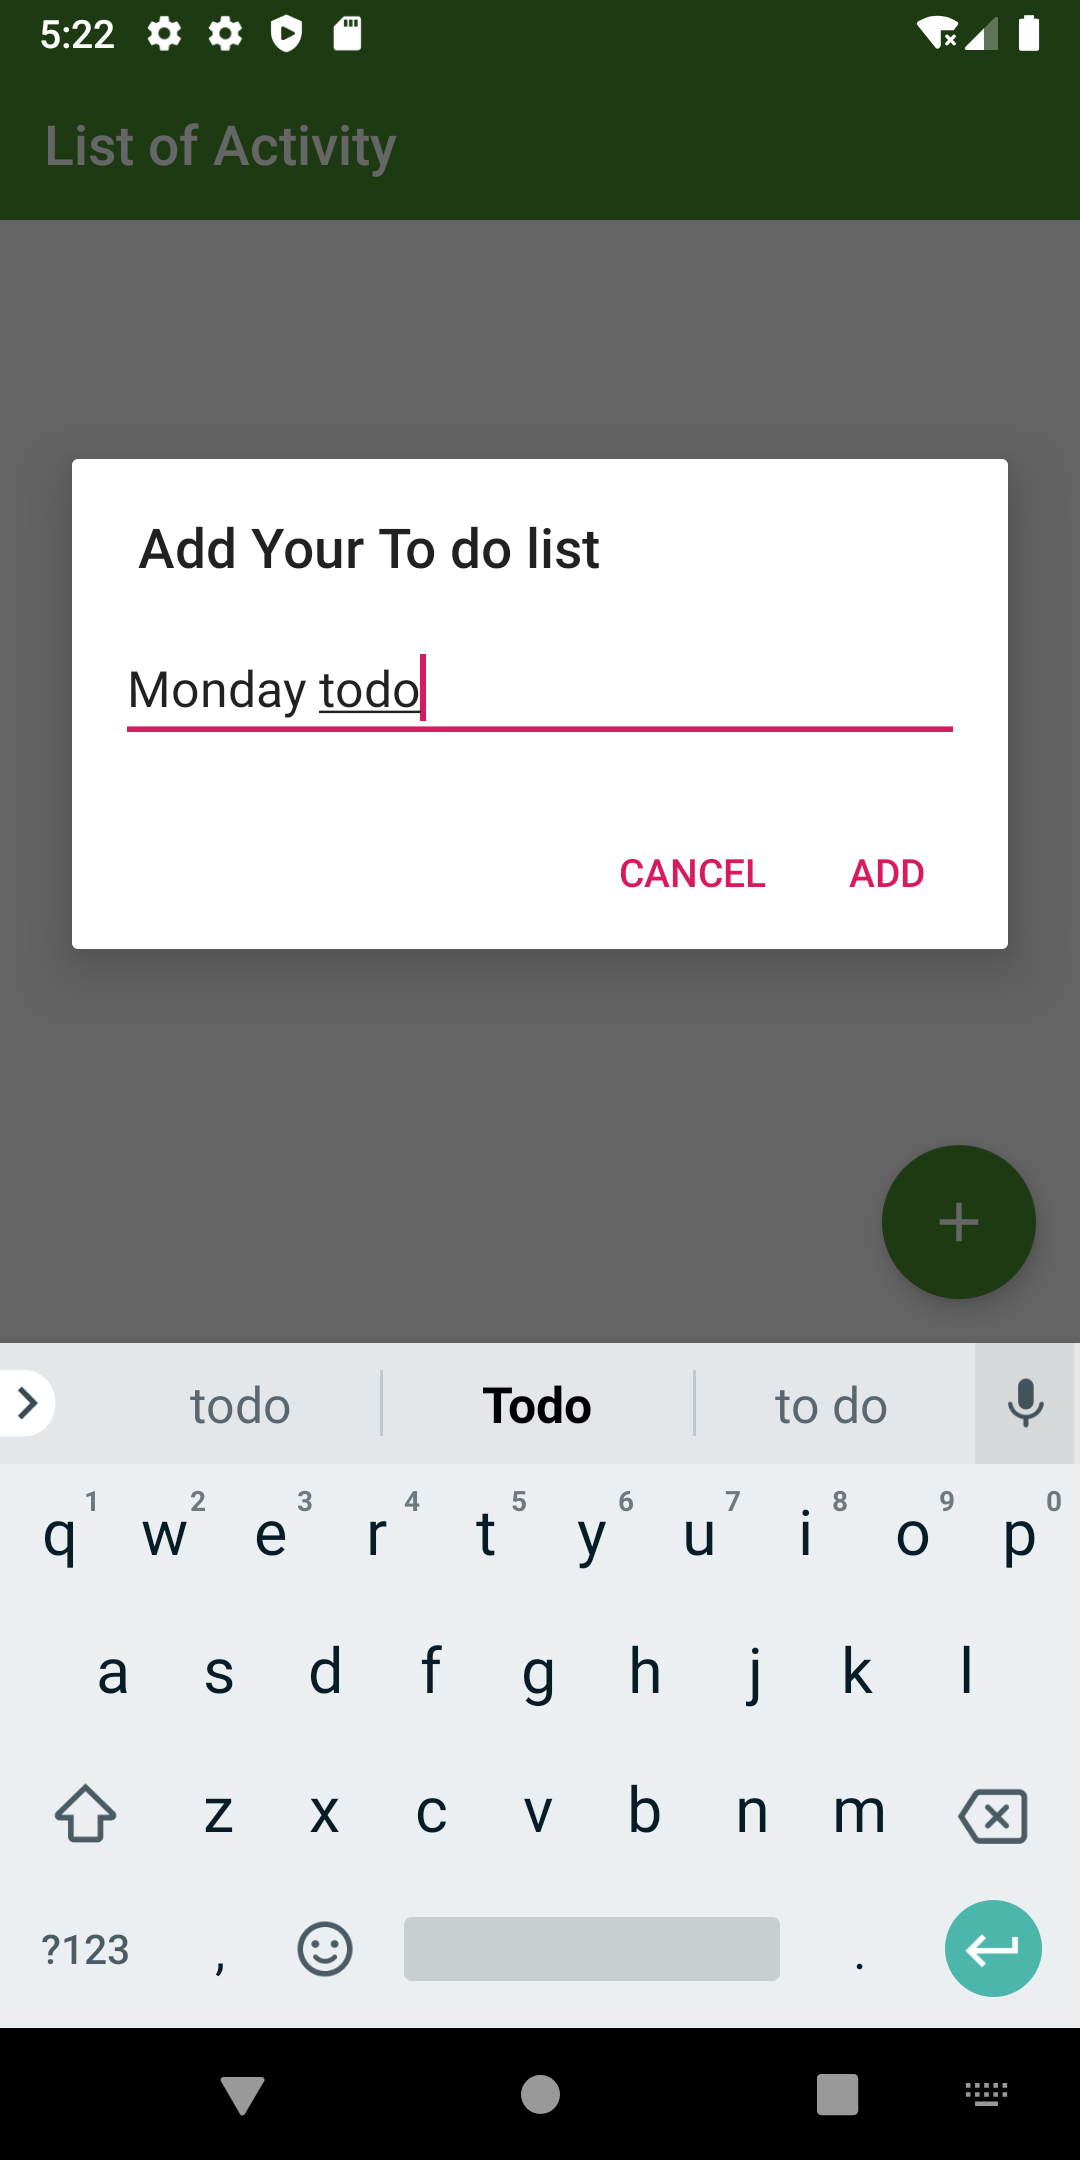 5:22
List of Activity
Add Your To do list
Monday todo
CANCEL ADD
todo Todo to do
1 2 3 4 5 6 7 8 9 0
q w e r t y u i o p
a s d f g h j k l
z x c v b n m
?123 , .